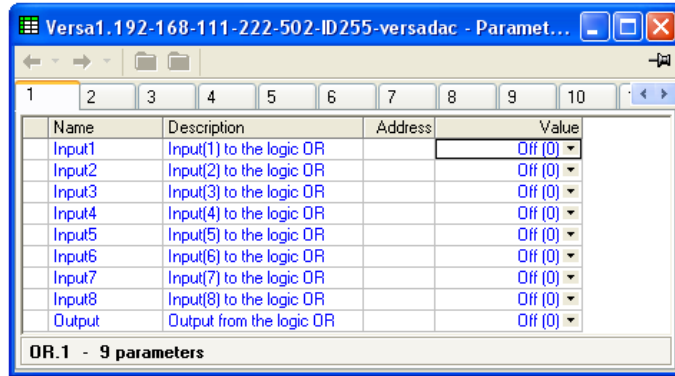 Versa1.192-168-111-222-502-ID255-versadac - Paramet...
1 2 3 4 5 6 7 8 9 10
Name Description Address Value
Input1 Input(1) to the logic OR Off (0)
Input2 Input(2) to the logic OR Off (0)
Input3 Input(3) to the logic OR Off (0)
Input4 Input(4) to the logic OR Off (0)
Input5 Input(5) to the logic OR Off (0)
Input6 Input(6) to the logic OR Off (0)
Input7 Input(7) to the logic OR Off (0)
Input8 Input(8) to the logic OR Off (0)
Output Output from the logic OR Off (0)
OR.1 - 9 parameters